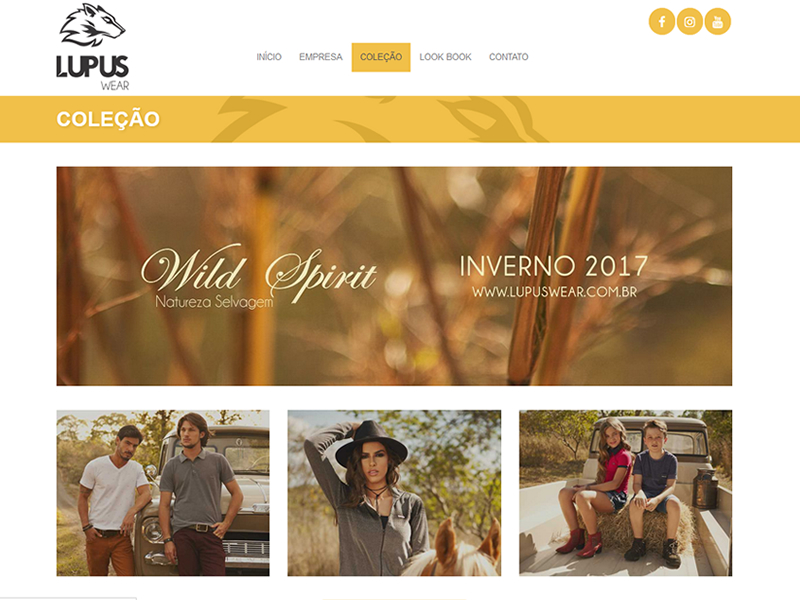 LUPUS
WEAR
INÍCIO EMPRESA COLEÇÃO LOOK BOOK CONTATO
You
COLEÇÃO
Wild Spirit
Natureza Selvagem
INVERNO 2017
WWW.LUPUSWEAR.COM.BR